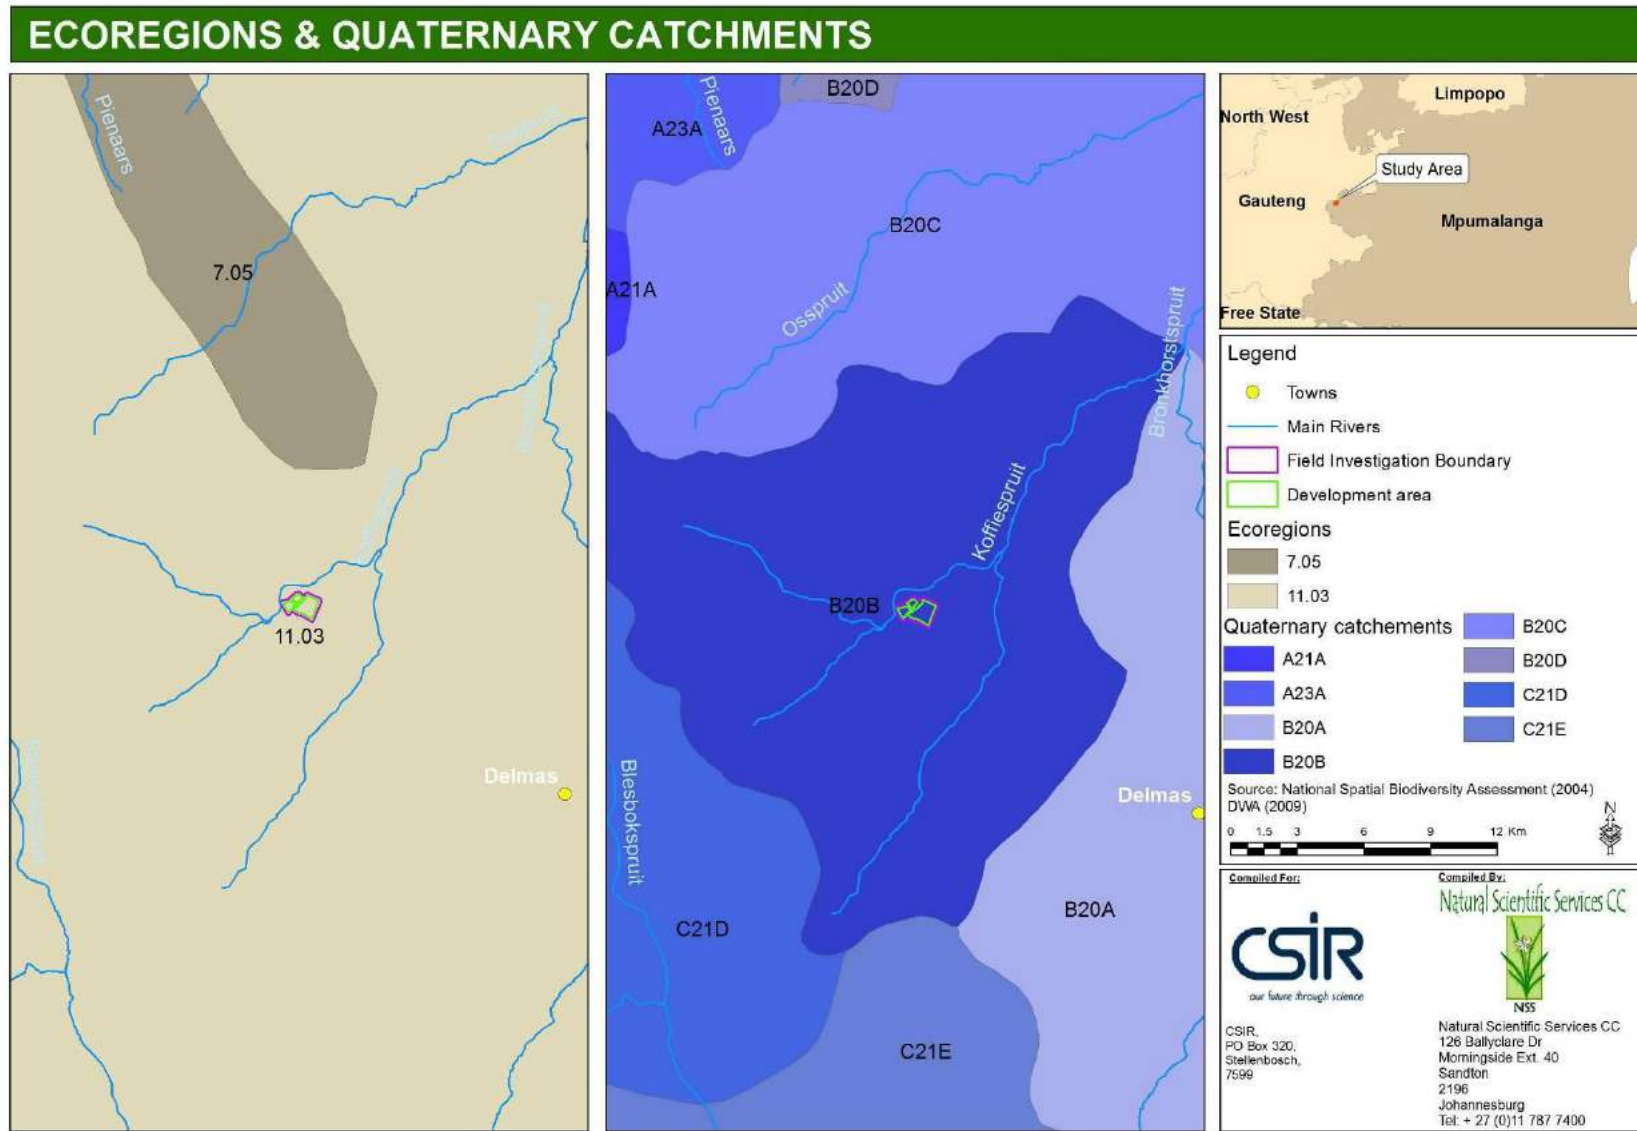 ECOREGIONS & QUATERNARY CATCHMENTS
Pienaars
7.05
11.03
Delmas
B20D
A23A
Pienaars
B20C
A21A
Osspruit
Bronkhorstspruit
Koffiespruit
B20B
Delmas
Blesbokspruit
C21D
B20A
C21E
Limpopo
North West
Study Area
Gauteng
Mpumalanga
Free State
Legend
Towns
Main Rivers
Field Investigation Boundary
Development area
Ecoregions
7.05
11.03
Quaternary catchements
A21A
A23A
B20A
B20B
B20C
B20D
C21D
C21E
Source: National Spatial Biodiversity Assessment (2004)
DWA (2009)
N
0 1.5 3 6 9 12 Km
Compiled For:
CSIR
our future through science
CSIR,
PO Box 320,
Stellenbosch,
7599
Compiled By:
Natural Scientific Services CC
NSS
Natural Scientific Services CC
126 Ballyclare Dr
Morningside Ext. 40
Sandton
2196
Johannesburg
Tel: + 27 (0)11 787 7400